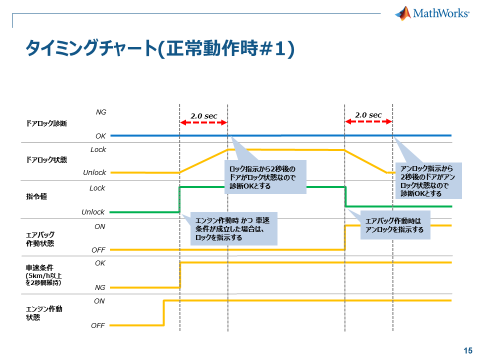 MathWorks
タイミングチャート(正常動作時#1)
ドアロック診断
NG
OK
2.0 sec
2.0 sec
ドアロック状態
Lock
Unlock
ロック指示から2秒後の
ドアがロック状態なので
診断OKとする
アンロック指示から
2秒後のドアがアン
ロック状態なので
診断OKとする
指令値
Lock
Unlock
エンジン作動時 かつ 車速
条件が成立した場合は、
ロックを指示する
エアバッグ作動時は
アンロックを指示する
エアバッグ
作動状態
ON
OFF
車速条件
(5km/h以上
を2秒間維持)
OK
NG
エンジン作動
状態
ON
OFF
15